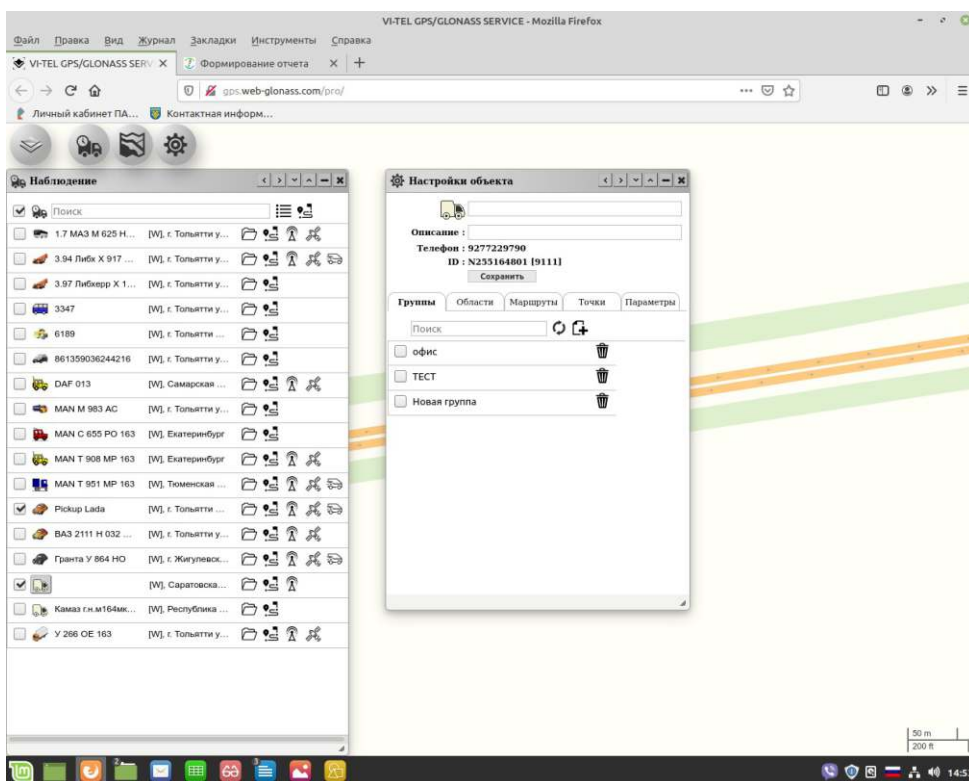 VI-TEL GPS/GLONASS SERVICE - Mozilla Firefox
Файл Правка Вид Журнал Закладки Инструменты Справка
VI-TEL GPS/GLONASS SERV X Формирование отчета × +
gps.web-glonass.com/pro/
Личный кабинет ПА... Контактная информ...
Наблюдение
Поиск
1.7 МАЗ М 625 Н... [W], г. Тольятти у...
3.94 Либх Х 917 ... [W], г. Тольятти у...
3.97 Либхерр Х 1... [W], г. Тольятти у...
3347 [W], г. Тольятти у...
6189 [W], г. Тольятти ...
861359036244216 [W], г. Тольятти у...
DAF 013 [W], Самарская ...
MAN М 983 АС [W], г. Тольятти у...
MAN С 655 РО 163 [W], Екатеринбург
MAN Т 908 МР 163 [W], Екатеринбург
MAN Т 951 МР 163 [W], Тюменская ...
Pickup Lada [W], г. Тольятти ...
ВАЗ 2111 Н 032 ... [W], г. Тольятти у...
Гранта У 864 НО [W], г. Жигулевск...
[W], Саратовска...
Камаз г.н.м164мк... [W], Республика ...
У 266 ОЕ 163 [W], г. Тольятти у...
Настройки объекта
Описание :
Телефон : 9277229790
ID : N255164801 [9111]
Сохранить
Группы Области Маршруты Точки Параметры
Поиск
офис
ТЕСТ
Новая группа
50 m
200 ft
2
3